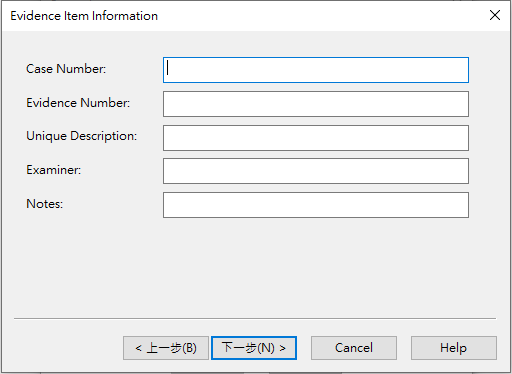 Evidence Item Information
Case Number:
Evidence Number:
Unique Description:
Examiner:
Notes:
< 上一步(B) 下一步(N) > Cancel Help